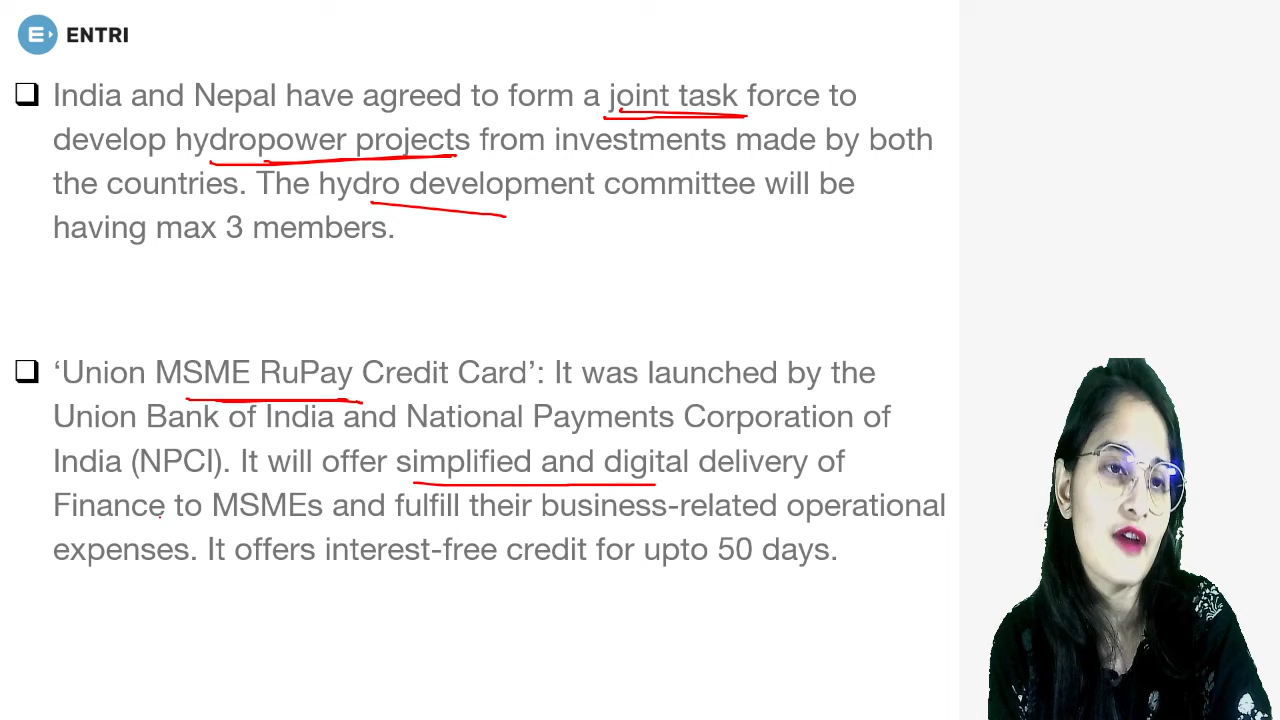 ENTRI
India and Nepal have agreed to form a joint task force to
develop hydropower projects from investments made by both
the countries. The hydro development committee will be
having max 3 members.
‘Union MSME RuPay Credit Card’: It was launched by the
Union Bank of India and National Payments Corporation of
India (NPCI). It will offer simplified and digital delivery of
Finance to MSMEs and fulfill their business-related operational
expenses. It offers interest-free credit for upto 50 days.